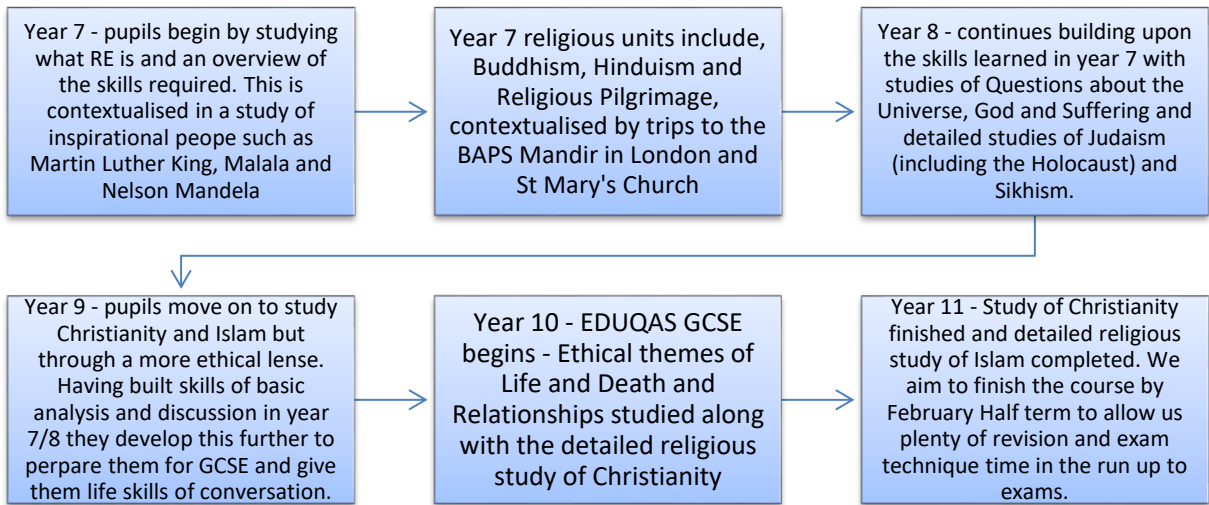 Year 7 - pupils begin by studying
what RE is and an overview of
the skills required. This is
contextualised in a study of
inspirational peope such as
Martin Luther King, Malala and
Nelson Mandela
Year 7 religious units include,
Buddhism, Hinduism and
Religious Pilgrimage,
contextualised by trips to the
BAPS Mandir in London and
St Mary's Church
Year 8 - continues building upon
the skills learned in year 7 with
studies of Questions about the
Universe, God and Suffering and
detailed studies of Judaism
(including the Holocaust) and
Sikhism.
Year 9 - pupils move on to study
Christianity and Islam but
through a more ethical lense.
Having built skills of basic
analysis and discussion in year
7/8 they develop this further to
perpare them for GCSE and give
them life skills of conversation.
Year 10 - EDUQAS GCSE
begins - Ethical themes of
Life and Death and
Relationships studied along
with the detailed religious
study of Christianity
Year 11 - Study of Christianity
finished and detailed religious
study of Islam completed. We
aim to finish the course by
February Half term to allow us
plenty of revision and exam
technique time in the run up to
exams.